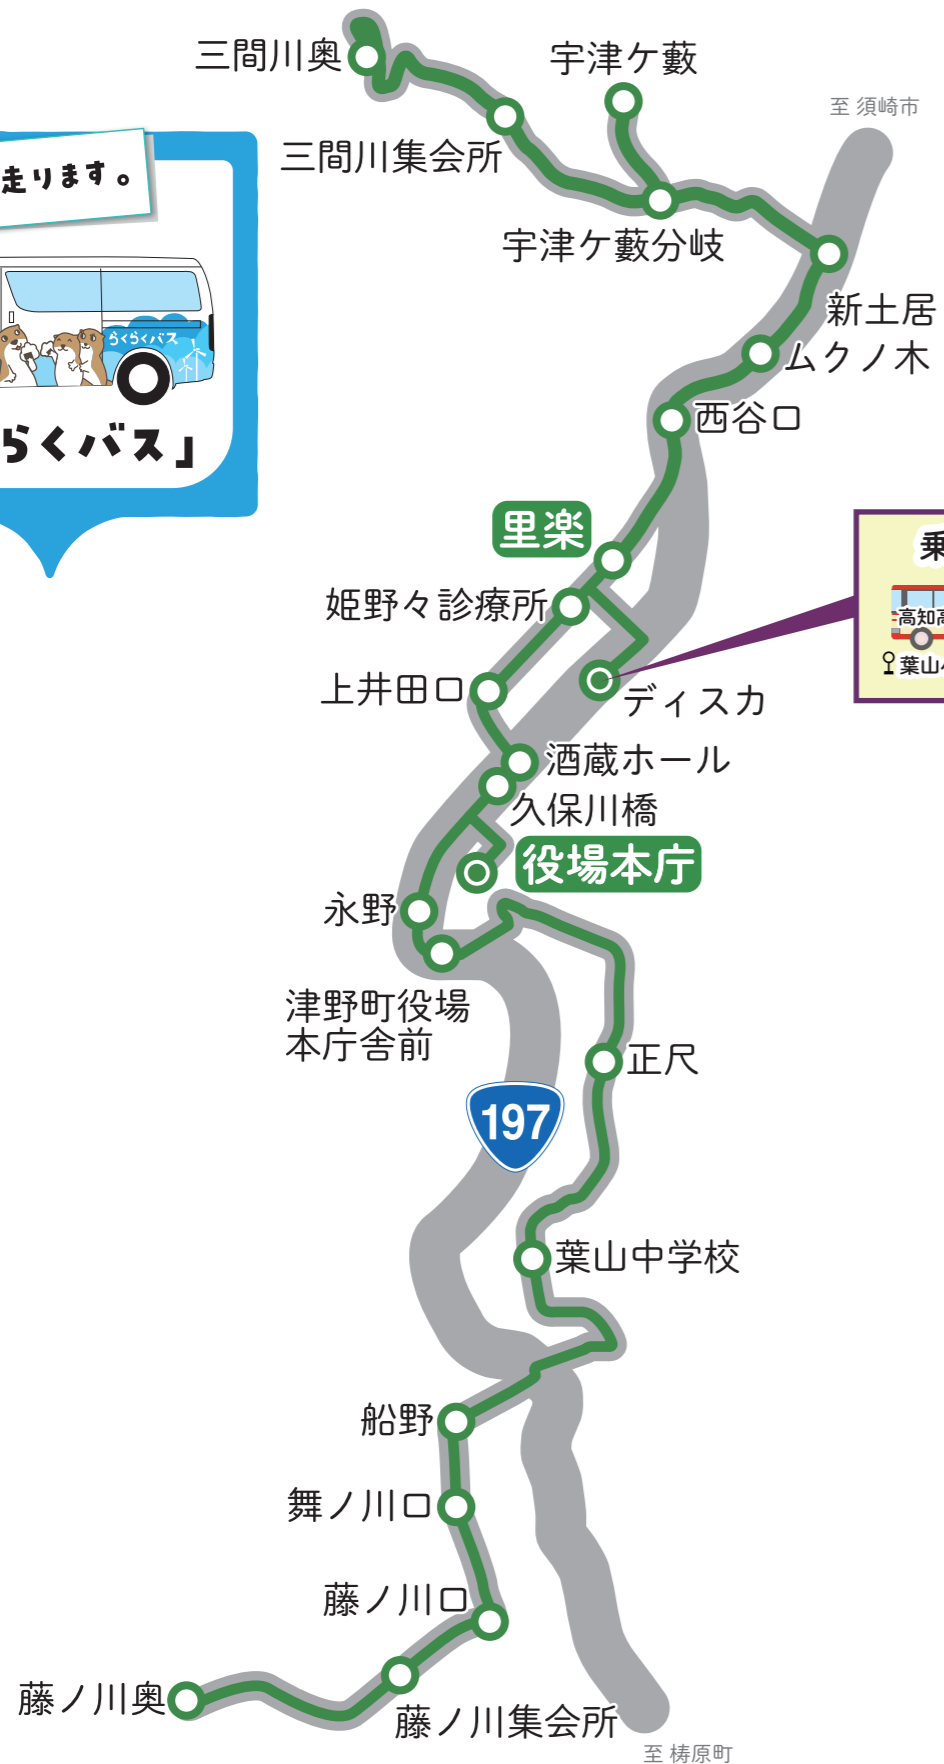 三間川奥
宇津ケ藪
至 須崎市
三間川集会所
走ります。
宇津ケ藪分岐
新土居
らくらくバス
ムクノ木
西谷口
らくバス」
里楽
乗
姫野々診療所
高知高
葉山
上井田口
ディスカ
酒蔵ホール
久保川橋
役場本庁
永野
津野町役場
本庁舎前
正尺
197
葉山中学校
船野
舞ノ川口
藤ノ川口
藤ノ川奥
藤ノ川集会所
至 梼原町